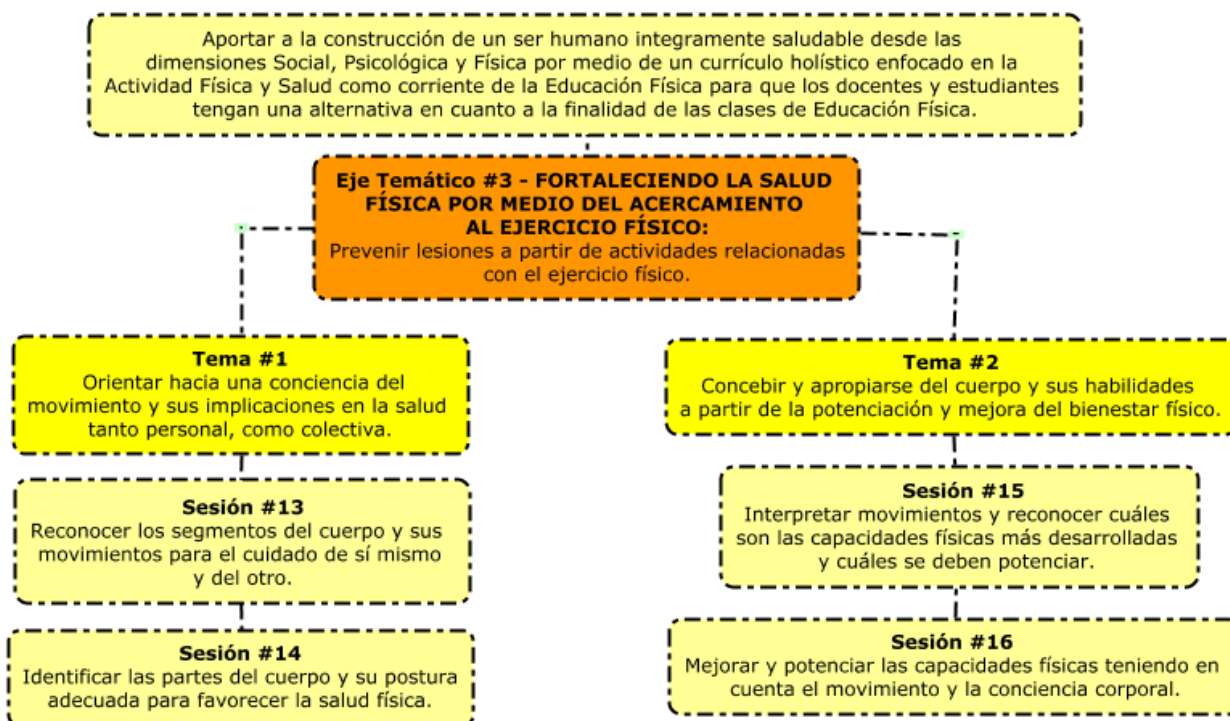 Aportar a la construcción de un ser humano integramente saludable desde las
dimensiones Social, Psicológica y Física por medio de un currículo holístico enfocado en la
Actividad Física y Salud como corriente de la Educación Física para que los docentes y estudiantes
tengan una alternativa en cuanto a la finalidad de las clases de Educación Física.
Eje Temático #3 - FORTALECIENDO LA SALUD
FÍSICA POR MEDIO DEL ACERCAMIENTO
AL EJERCICIO FÍSICO:
Prevenir lesiones a partir de actividades relacionadas
con el ejercicio físico.
Tema #1
Orientar hacia una conciencia del
movimiento y sus implicaciones en la salud
tanto personal, como colectiva.
Sesión #13
Reconocer los segmentos del cuerpo y sus
movimientos para el cuidado de sí mismo
y del otro.
Sesión #14
Identificar las partes del cuerpo y su postura
adecuada para favorecer la salud física.
Tema #2
Concebir y apropiarse del cuerpo y sus habilidades
a partir de la potenciación y mejora del bienestar físico.
Sesión #15
Interpretar movimientos y reconocer cuáles
son las capacidades físicas más desarrolladas
y cuáles se deben potenciar.
Sesión #16
Mejorar y potenciar las capacidades físicas teniendo en
cuenta el movimiento y la conciencia corporal.